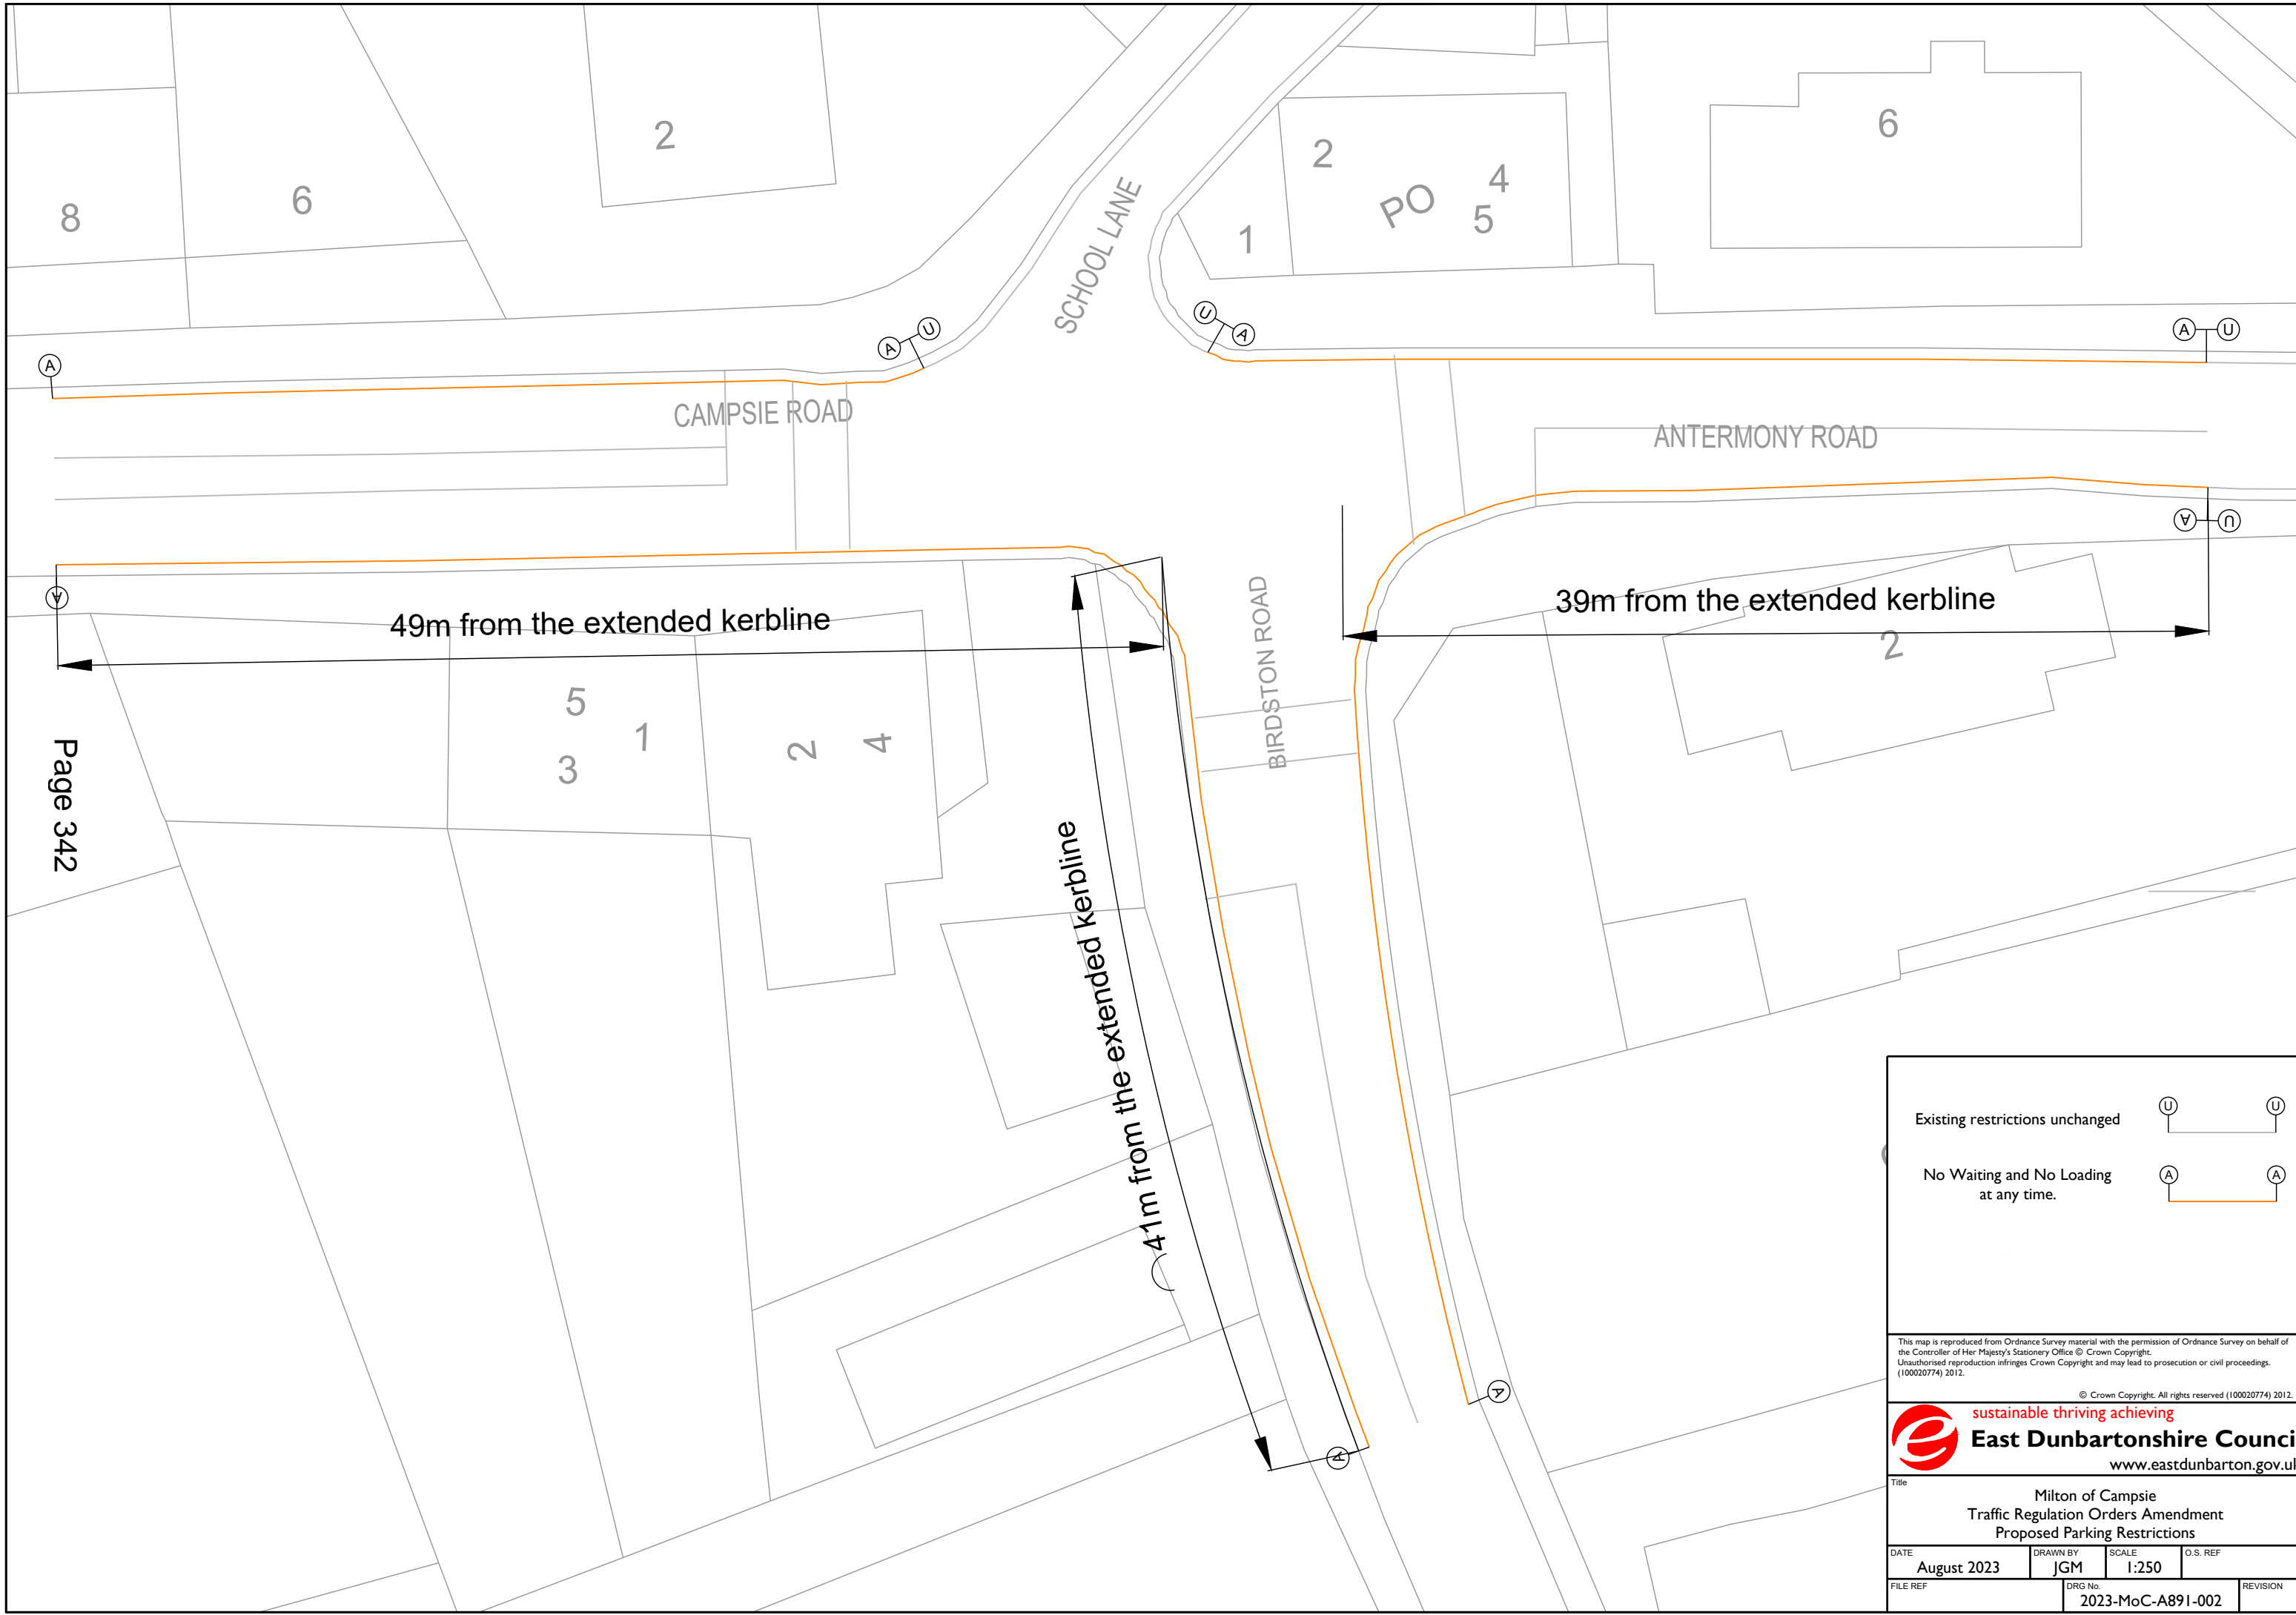 2
6
8
SCHOOL LANE
2
4
PO
5
1
6
A
A
U
U
A
A
U
CAMPSIE ROAD
ANTERMONY ROAD
A
U
A
49m from the extended kerbline
39m from the extended kerbline
BIRDSTON ROAD
2
5
1
3
2
4
Page 342
41m from the extended kerbline
A
A
Existing restrictions unchanged
U
U
No Waiting and No Loading
at any time.
A
A
This map is reproduced from Ordnance Survey material with the permission of Ordnance Survey on behalf of
the Controller of Her Majesty's Stationery Office © Crown Copyright.
Unauthorised reproduction infringes Crown Copyright and may lead to prosecution or civil proceedings.
(100020774) 2012.
© Crown Copyright. All rights reserved (100020774) 2012.
sustainable thriving achieving
East Dunbartonshire Counci
www.eastdunbarton.gov.uk
Title
Milton of Campsie
Traffic Regulation Orders Amendment
Proposed Parking Restrictions
DATE
August 2023
DRAWN BY
JGM
SCALE
1:250
O.S. REF
FILE REF
DRG No.
2023-MoC-A891-002
REVISION